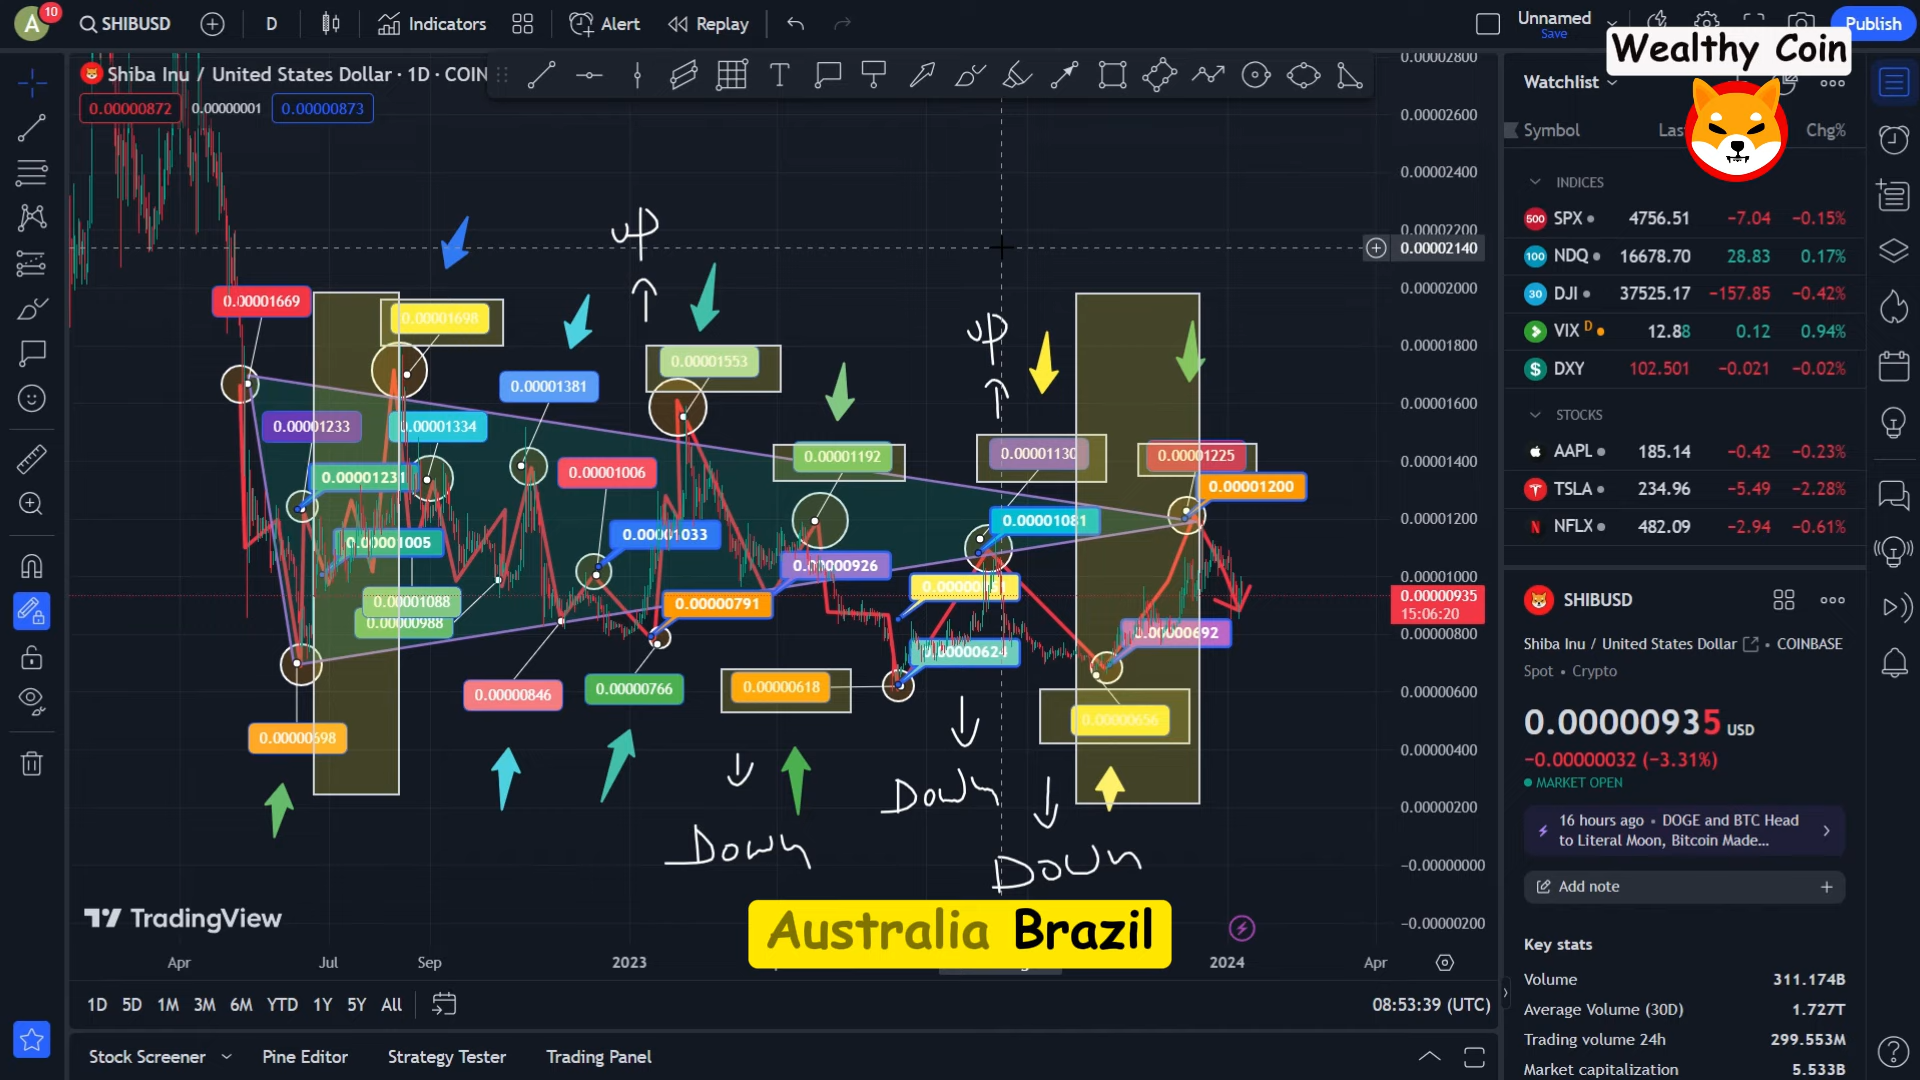 A
10
SHIBUSD
D
Indicators
Alert
Replay
Unnamed
Save
Publish
Wealthy Coin
Shiba Inu / United States Dollar · 1D · COIN
0.00000872
0.00000001
0.00000873
Watchlist
Symbol
Las
Chg%
INDICES
SPX 4756.51 −7.04 −0.15%
NDQ 16678.70 28.83 0.17%
DJI 37525.17 −157.85 −0.42%
VIX D 12.88 0.12 0.94%
DXY 102.501 −0.021 −0.02%
STOCKS
AAPL 185.14 −0.42 −0.23%
TSLA 234.96 −5.49 −2.28%
NFLX 482.09 −2.94 −0.61%
SHIBUSD
Shiba Inu / United States Dollar COINBASE
Spot • Crypto
0.00000935 USD
−0.00000032 (−3.31%)
MARKET OPEN
16 hours ago • DOGE and BTC Head
to Literal Moon, Bitcoin Made...
Add note
Key stats
Volume 311.174B
Average Volume (30D) 1.727T
Trading volume 24h 299.553M
Market capitalization 5.533B
0.00002800
0.00002600
0.00002400
0.00002200
0.00002140
0.00002000
0.00001800
0.00001600
0.00001400
0.00001200
0.00001000
0.00000935
15:06:20
0.00000800
0.00000600
0.00000400
0.00000200
−0.00000000
−0.00000200
up
up
0.00001669
0.00001698
0.00001553
0.00001381
0.00001233
0.00001334
0.00001192
0.00001130
0.00001225
0.00001231
0.00001006
0.00001200
0.00001005
0.00001033
0.00001081
0.00000926
0.00001088
0.00000988
0.00000791
0.00000692
0.00000624
0.00000846
0.00000766
0.00000618
0.00000656
0.00000698
Down
Down
Down
TradingView
Australia Brazil
Apr
Jul
Sep
2023
2024
Apr
1D 5D 1M 3M 6M YTD 1Y 5Y All
08:53:39 (UTC)
Stock Screener
Pine Editor
Strategy Tester
Trading Panel